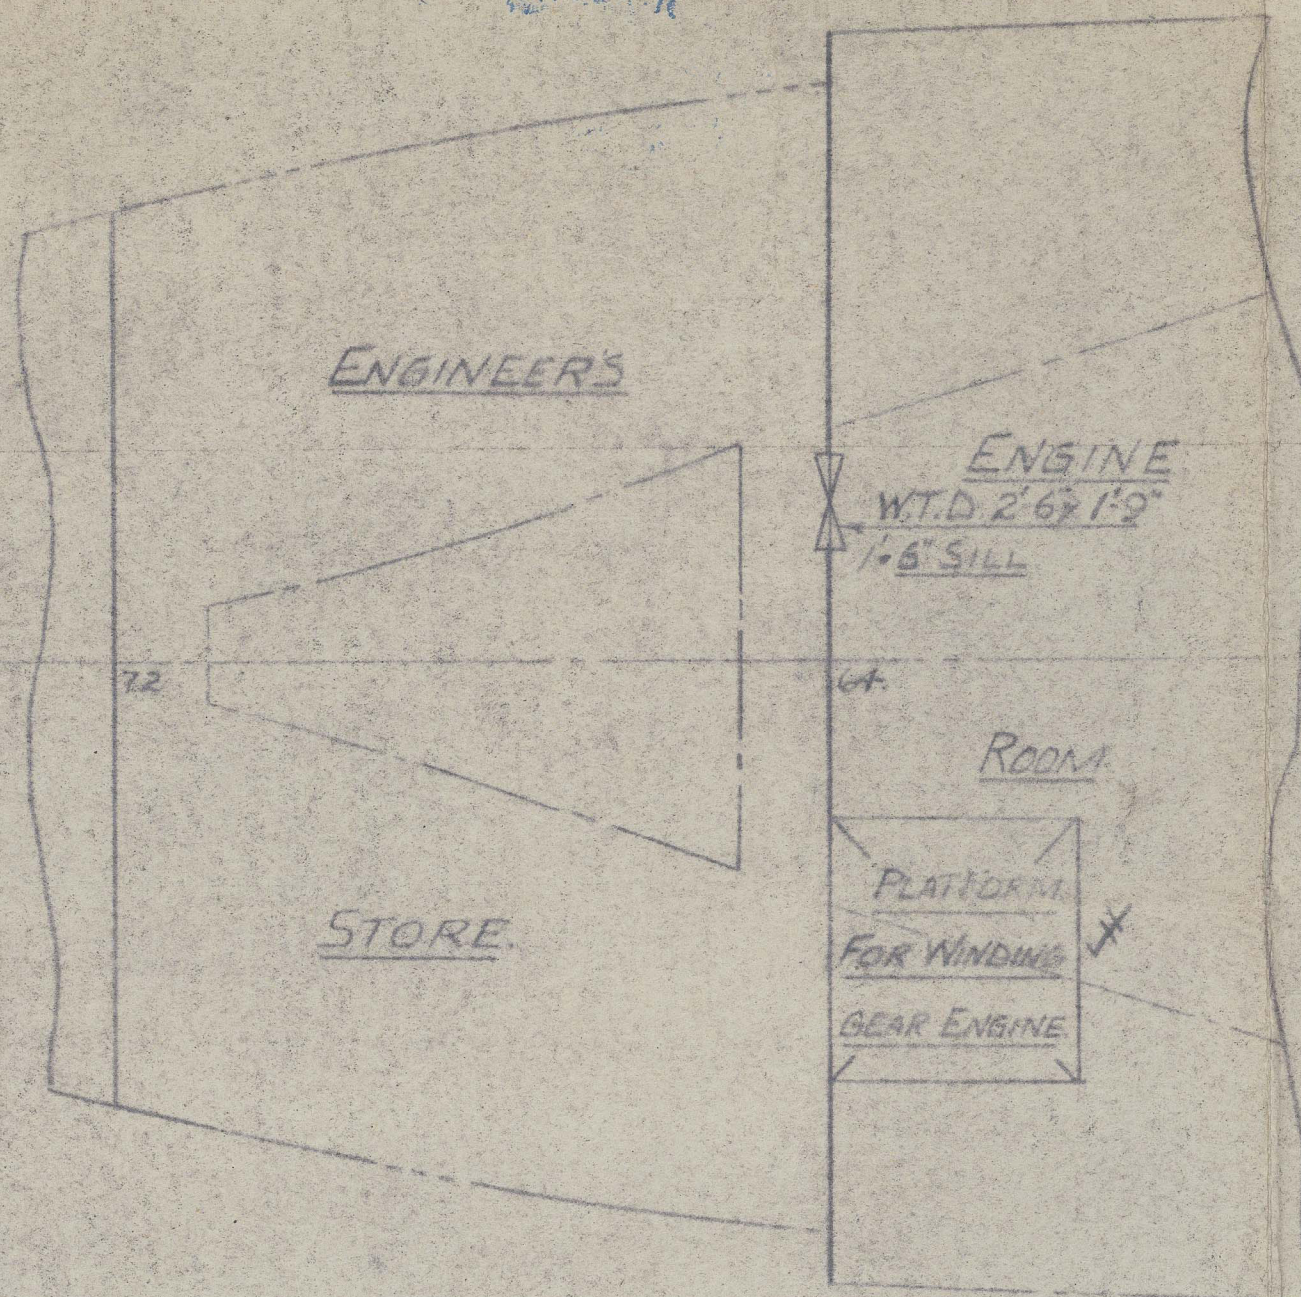 ENGINEER'S
STORE.
72
64.
ENGINE
W.T.D. 2'-6" x 1'-9"
1'-6" SILL
ROOM.
PLATFORM
FOR WINDING
GEAR ENGINE